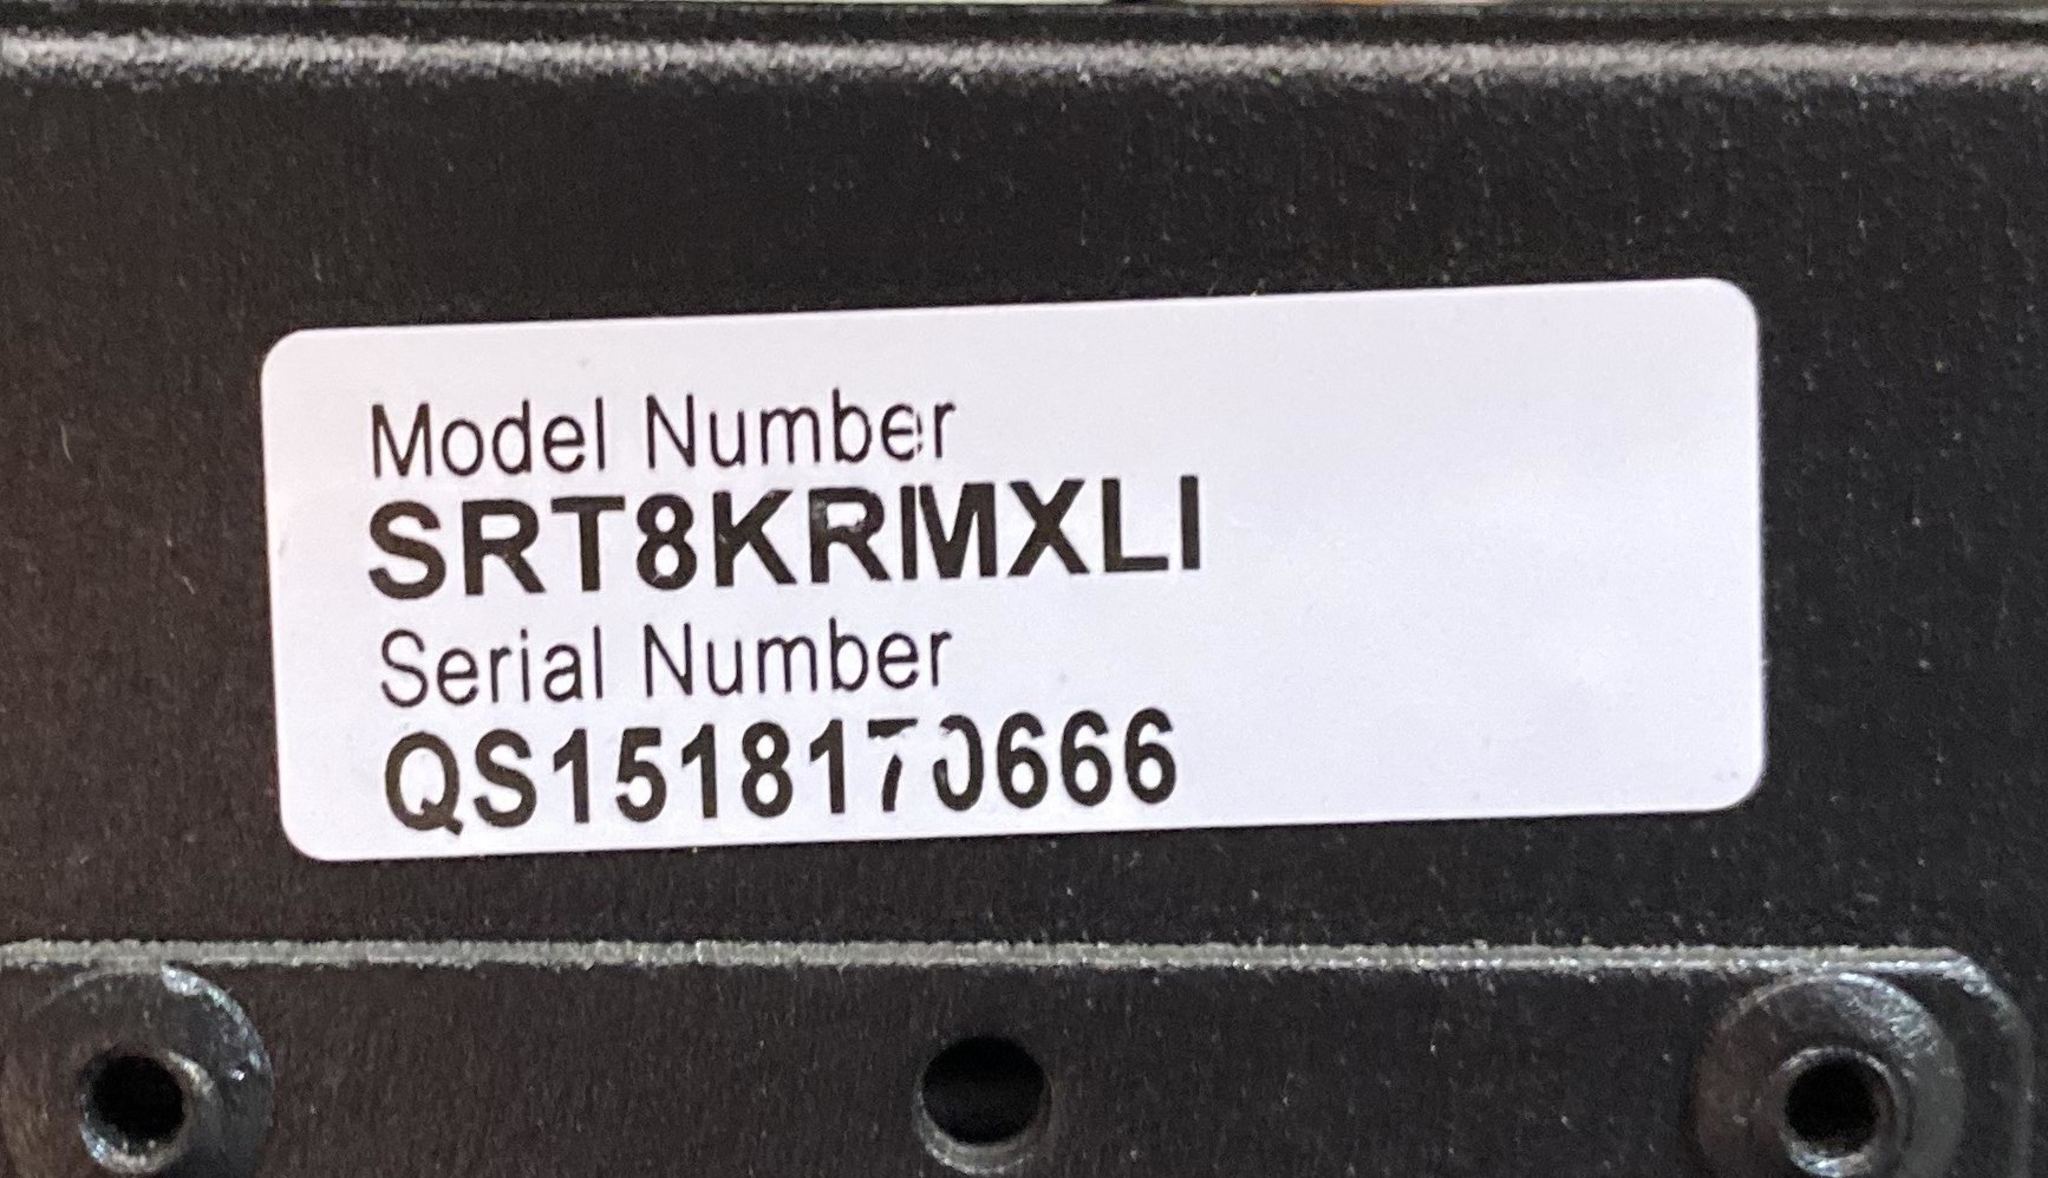 Model Number
SRT8KRMXLI
Serial Number
QS1518170666